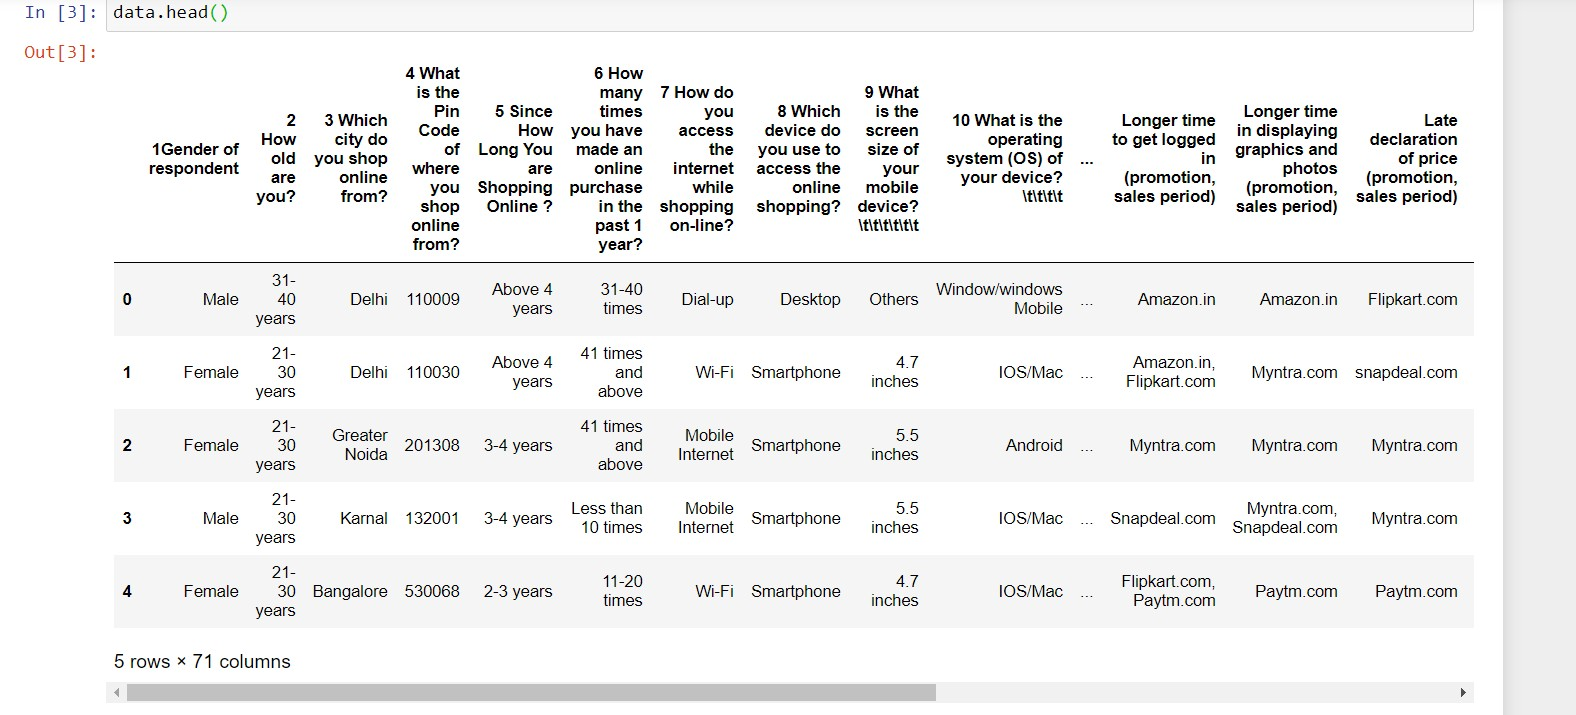 In [3]: data.head()
Out[3]:
1Gender of
respondent
2
How
old
are
you?
3 Which
city do
you shop
online
from?
4 What
is the
Pin
Code
of
where
you
shop
online
from?
5 Since
How
Long You
are
Shopping
Online ?
6 How
many
times
you have
made an
online
purchase
in the
past 1
year?
7 How do
you
access
the
internet
while
shopping
on-line?
8 Which
device do
you use to
access the
online
shopping?
9 What
is the
screen
size of
your
mobile
device?
\t\t\t\t\t\t
10 What is the
operating
system (OS) of
your device?
\t\t\t\t
...
Longer time
to get logged
in
(promotion,
sales period)
Longer time
in displaying
graphics and
photos
(promotion,
sales period)
Late
declaration
of price
(promotion,
sales period)
0
Male
31-
40
years
Delhi
110009
Above 4
years
31-40
times
Dial-up
Desktop
Others
Window/windows
Mobile
...
Amazon.in
Amazon.in
Flipkart.com
1
Female
21-
30
years
Delhi
110030
Above 4
years
41 times
and
above
Wi-Fi
Smartphone
4.7
inches
IOS/Mac
...
Amazon.in,
Flipkart.com
Myntra.com
snapdeal.com
2
Female
21-
30
years
Greater
Noida
201308
3-4 years
41 times
and
above
Mobile
Internet
Smartphone
5.5
inches
Android
...
Myntra.com
Myntra.com
Myntra.com
3
Male
21-
30
years
Karnal
132001
3-4 years
Less than
10 times
Mobile
Internet
Smartphone
5.5
inches
IOS/Mac
...
Snapdeal.com
Myntra.com,
Snapdeal.com
Myntra.com
4
Female
21-
30
years
Bangalore
530068
2-3 years
11-20
times
Wi-Fi
Smartphone
4.7
inches
IOS/Mac
...
Flipkart.com,
Paytm.com
Paytm.com
Paytm.com
5 rows × 71 columns